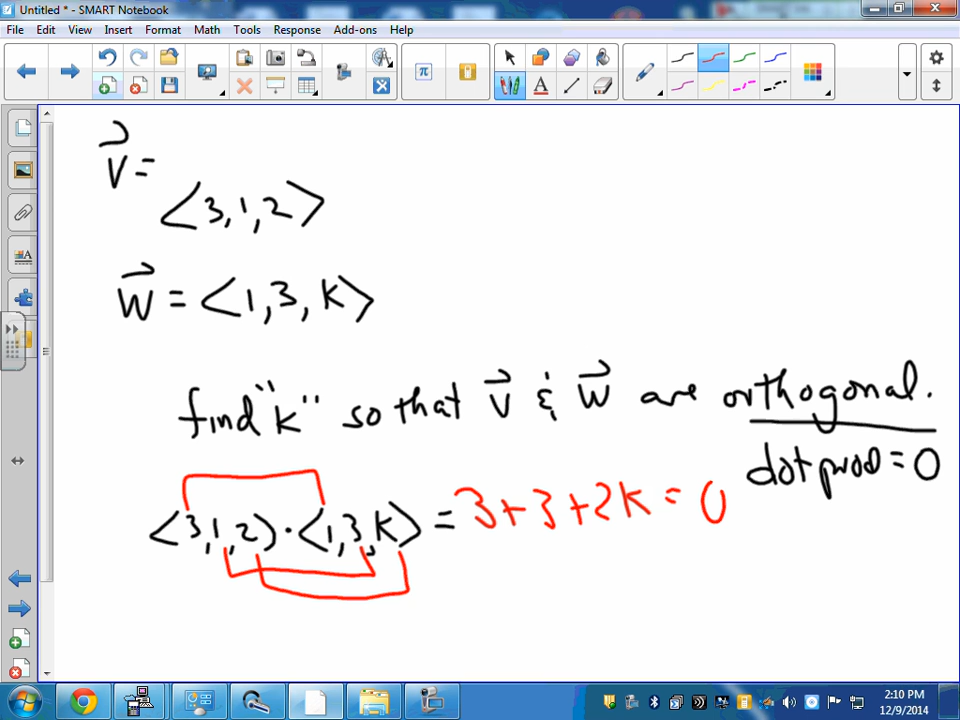 Untitled * - SMART Notebook
File Edit View Insert Format Math Tools Response Add-ons Help
v⃗ =
<3,1,2>
w⃗ = <1,3,k>
find "k" so that v⃗ & w⃗ are orthogonal.
dot prod = 0
<3,1,2> · <1,3,k> = 3+3+2k = 0
2:10 PM
12/9/2014